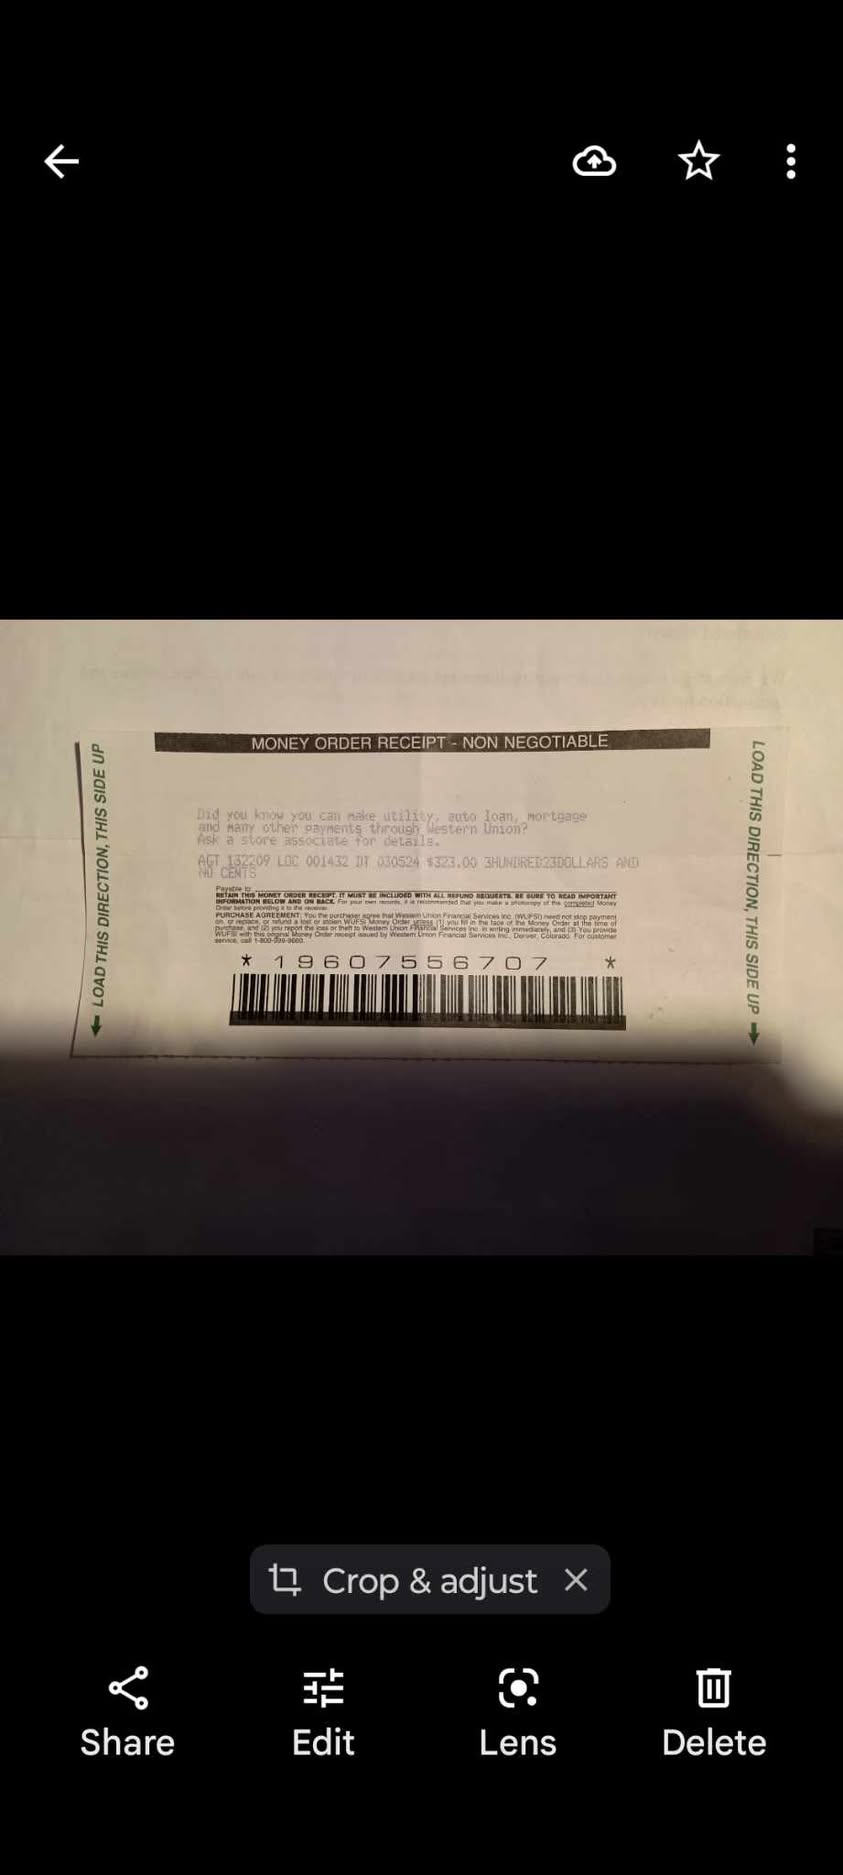 MONEY ORDER RECEIPT - NON NEGOTIABLE
LOAD THIS DIRECTION, THIS SIDE UP
LOAD THIS DIRECTION, THIS SIDE UP
Did you know you can make utility, auto loan, mortgage
and many other payments through Western Union?
Ask a store associate for details.
AGT 132209 LOC 001432 DT 030524 $323.00 3HUNDRED23DOLLARS AND
NO CENTS
Payable to
RETAIN THIS MONEY ORDER RECEIPT. IT MUST BE INCLUDED WITH ALL REFUND REQUESTS. BE SURE TO READ IMPORTANT
INFORMATION BELOW AND ON BACK. For your own records, it is recommended that you make a photocopy of the completed Money
Order before providing it to the receiver.
PURCHASE AGREEMENT: You the purchaser agree that Western Union Financial Services Inc. (WUFSI) need not stop payment
on, or replace, or refund a lost or stolen WUFSI Money Order unless (1) you fill in the face of the Money Order at the time of
purchase, and (2) you report the loss or theft to Western Union Financial Services Inc. in writing immediately, and (3) You provide
WUFSI with this original Money Order receipt issued by Western Union Financial Services Inc., Denver, Colorado. For customer
service, call 1-800-999-9660.
* 19607556707 *
Crop & adjust
Share
Edit
Lens
Delete